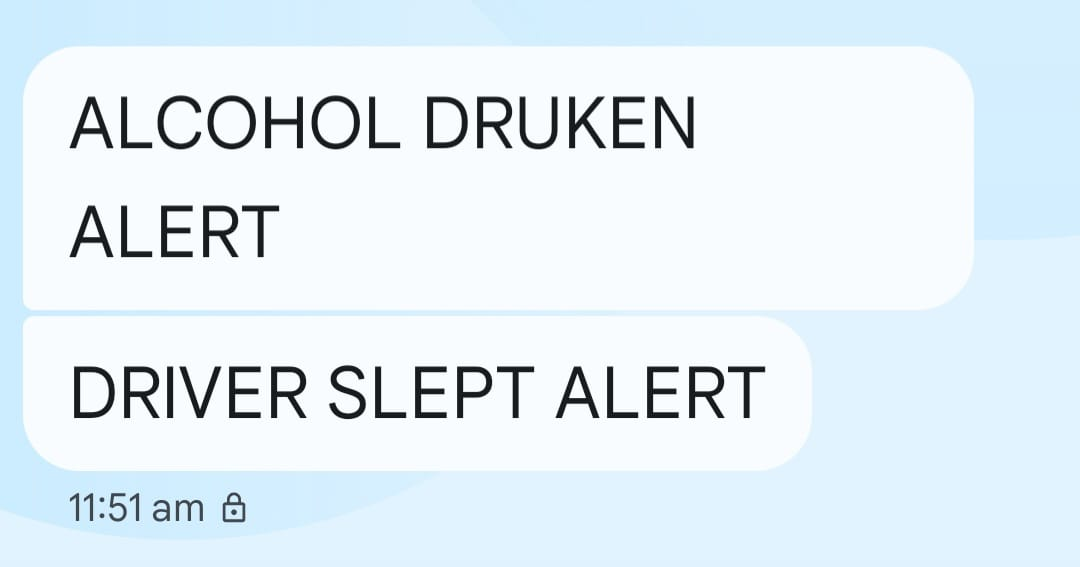 ALCOHOL DRUKEN
ALERT
DRIVER SLEPT ALERT
11:51 am